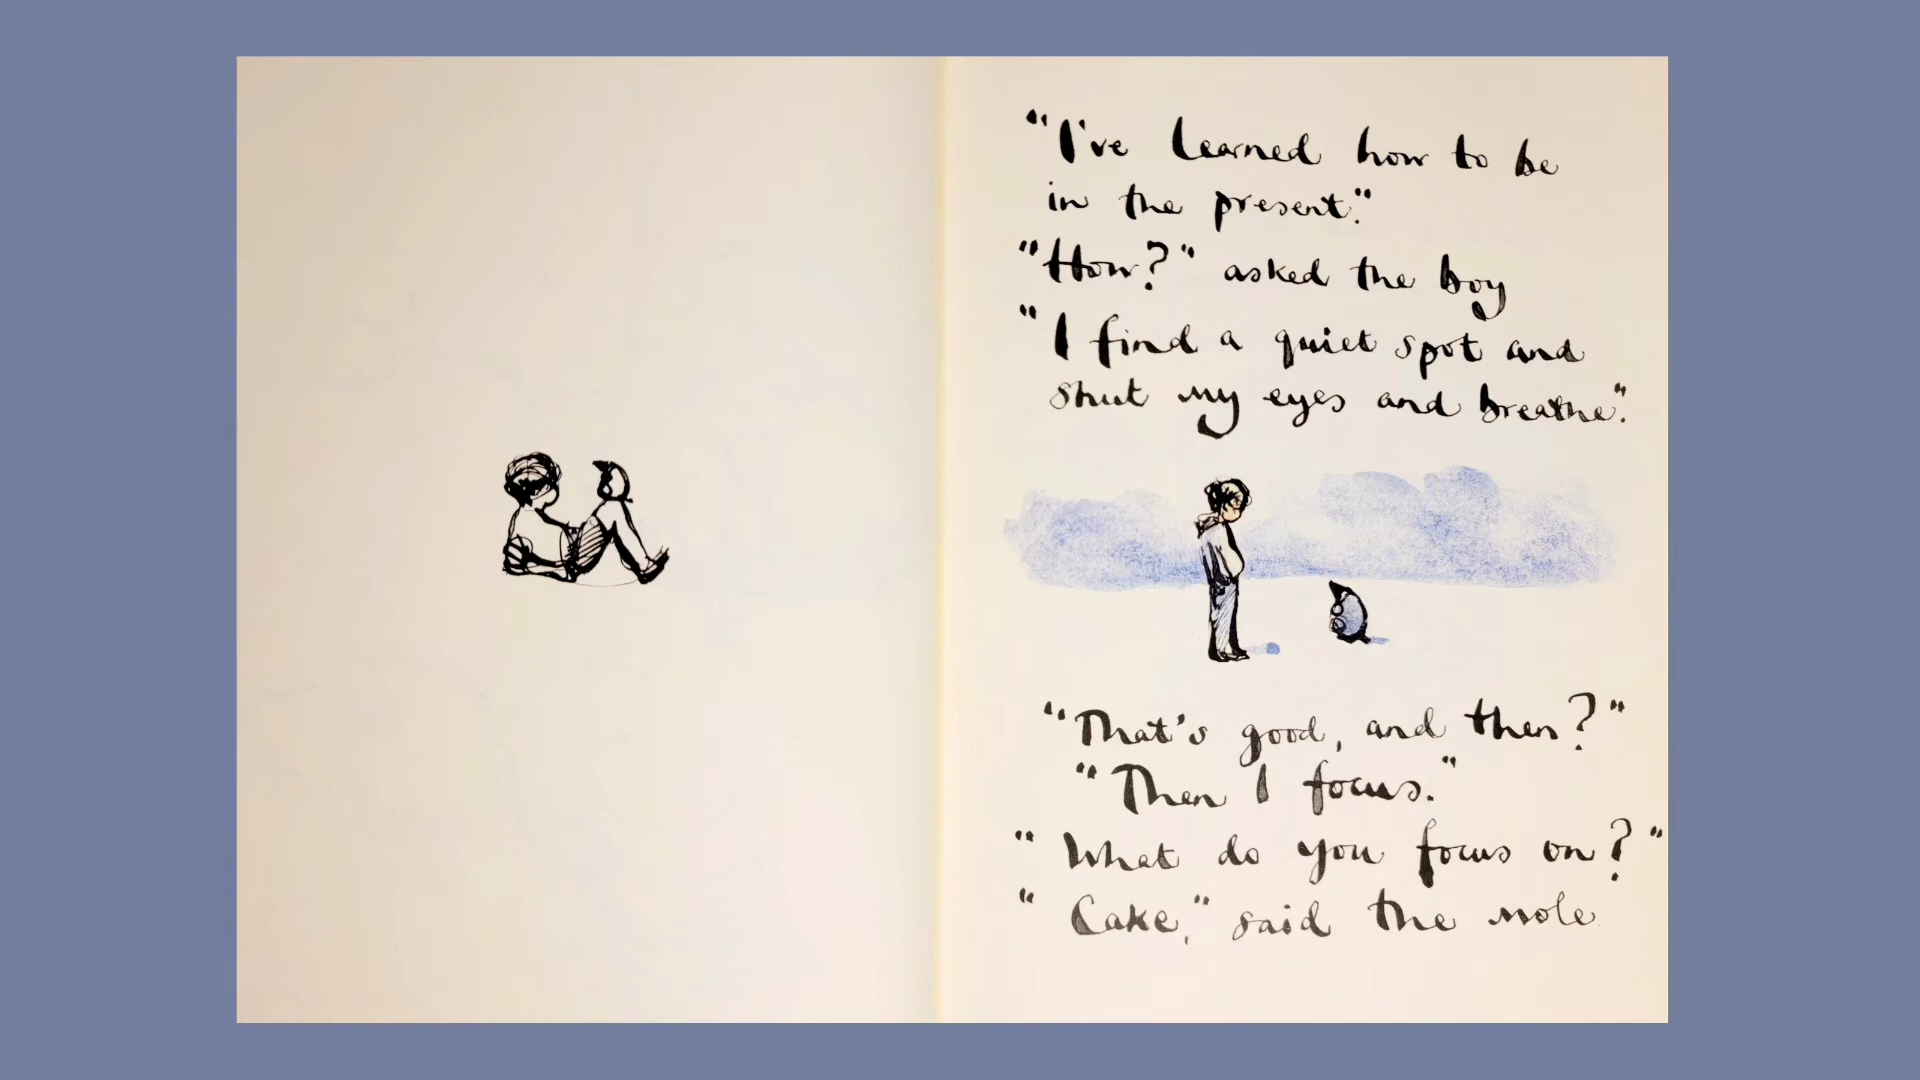 "I've learned how to be
in the present."
"How?" asked the boy
"I find a quiet spot and
shut my eyes and breathe."
"That's good, and then?"
"Then I focus."
"What do you focus on?"
"Cake," said the mole